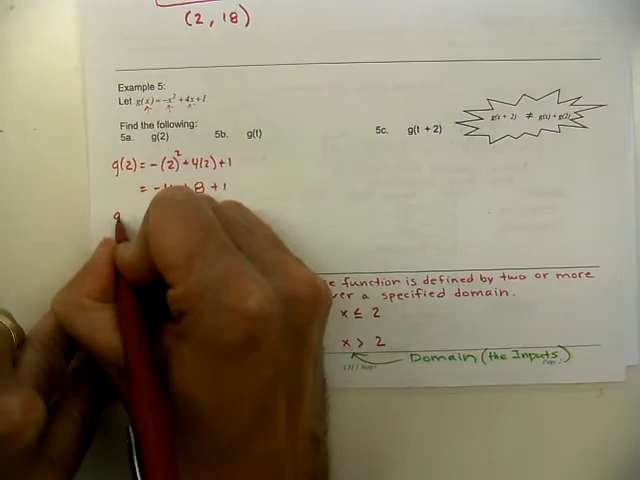 (2, 18)
Example 5:
Let g(x) = -x² + 4x + 1
Find the following:
5a. g(2) 5b. g(t) 5c. g(t + 2)
g(x + 2) ≠ g(x) + g(2)
g(2) = -(2)² + 4(2) + 1
= -4 + 8 + 1
g
e function is defined by two or more
ver a specified domain.
x ≤ 2
x > 2
Domain (the Inputs)